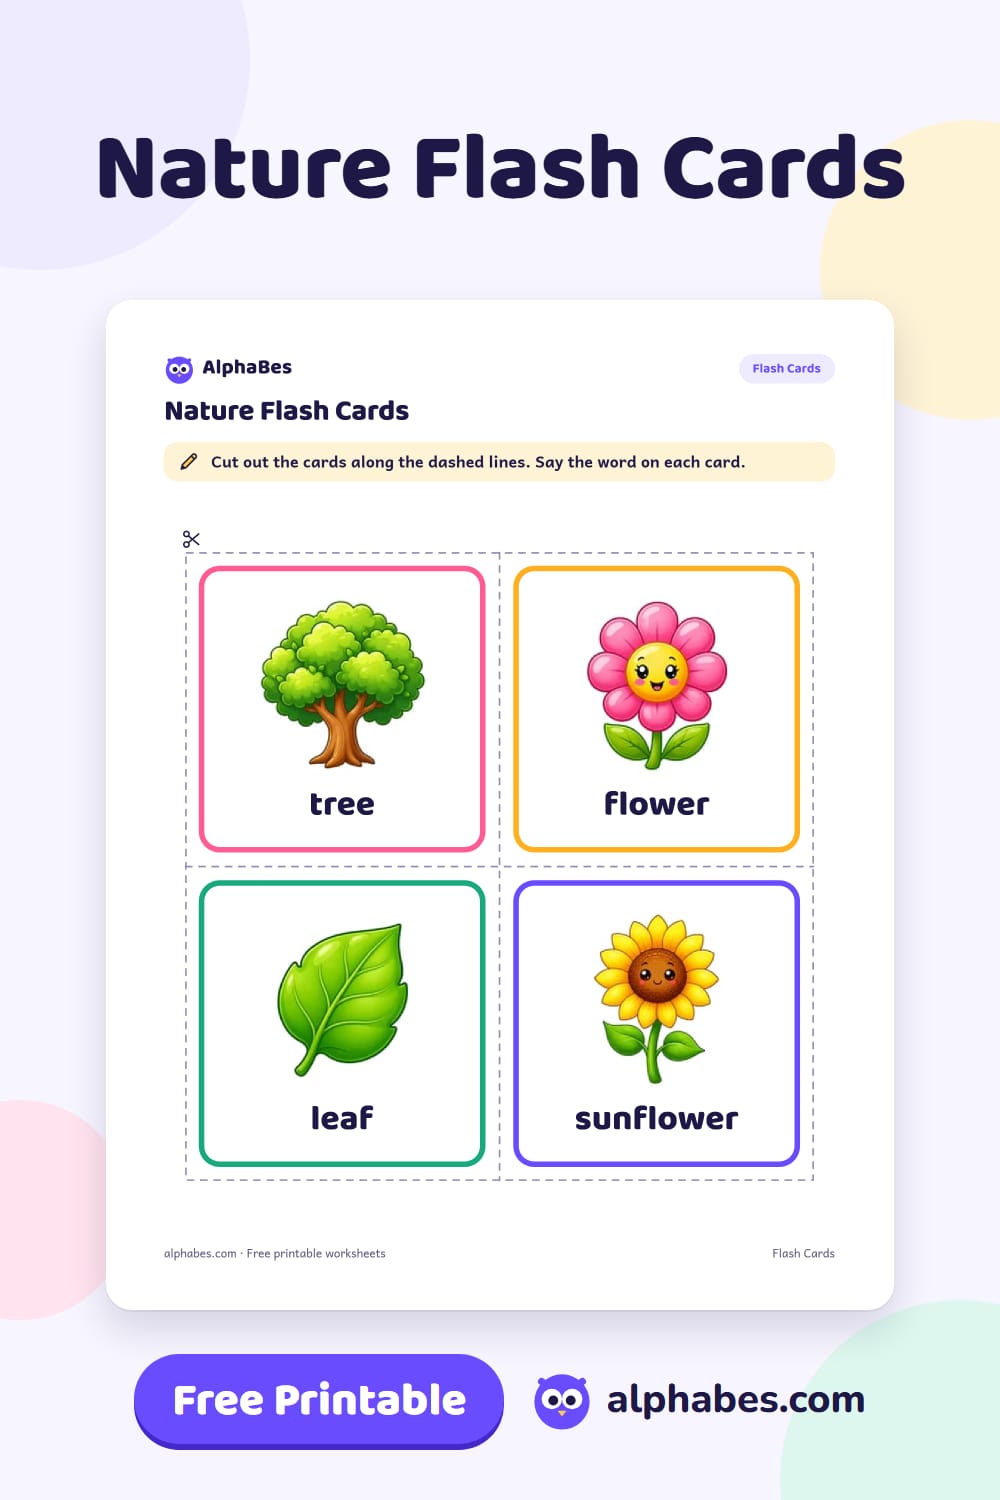 Nature Flash Cards
AlphaBes
Flash Cards
Nature Flash Cards
Cut out the cards along the dashed lines. Say the word on each card.
tree
flower
leaf
sunflower
alphabes.com · Free printable worksheets
Flash Cards
Free Printable
alphabes.com